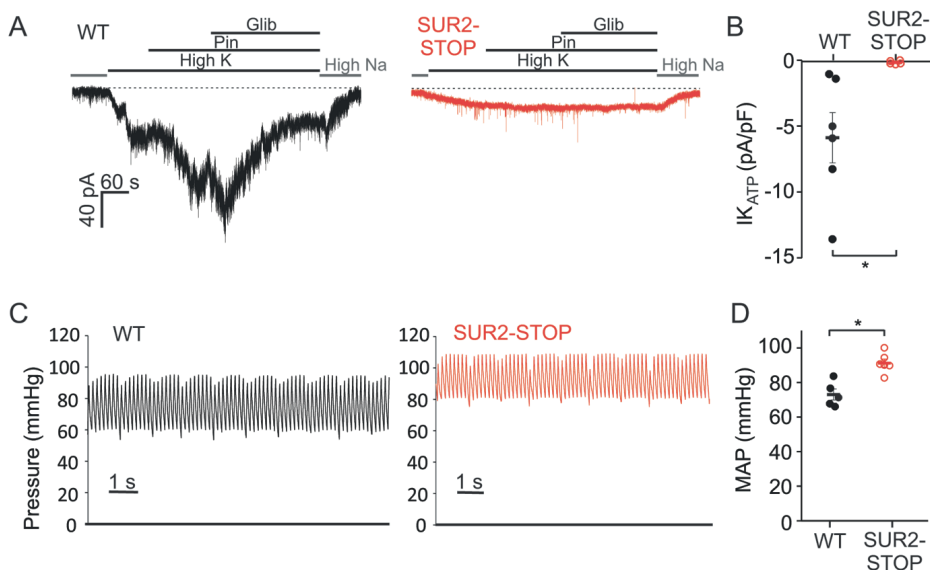 A
WT
Glib
Pin
High K
High Na
60 s
40 pA
SUR2-
STOP
Glib
Pin
High K
High Na
B
WT
SUR2-
STOP
0
-5
-10
-15
IKATP (pA/pF)
*
C
WT
120
100
80
60
40
20
0
Pressure (mmHg)
1 s
SUR2-STOP
120
100
80
60
40
20
0
1 s
D
*
100
80
60
40
20
0
MAP (mmHg)
WT
SUR2-
STOP